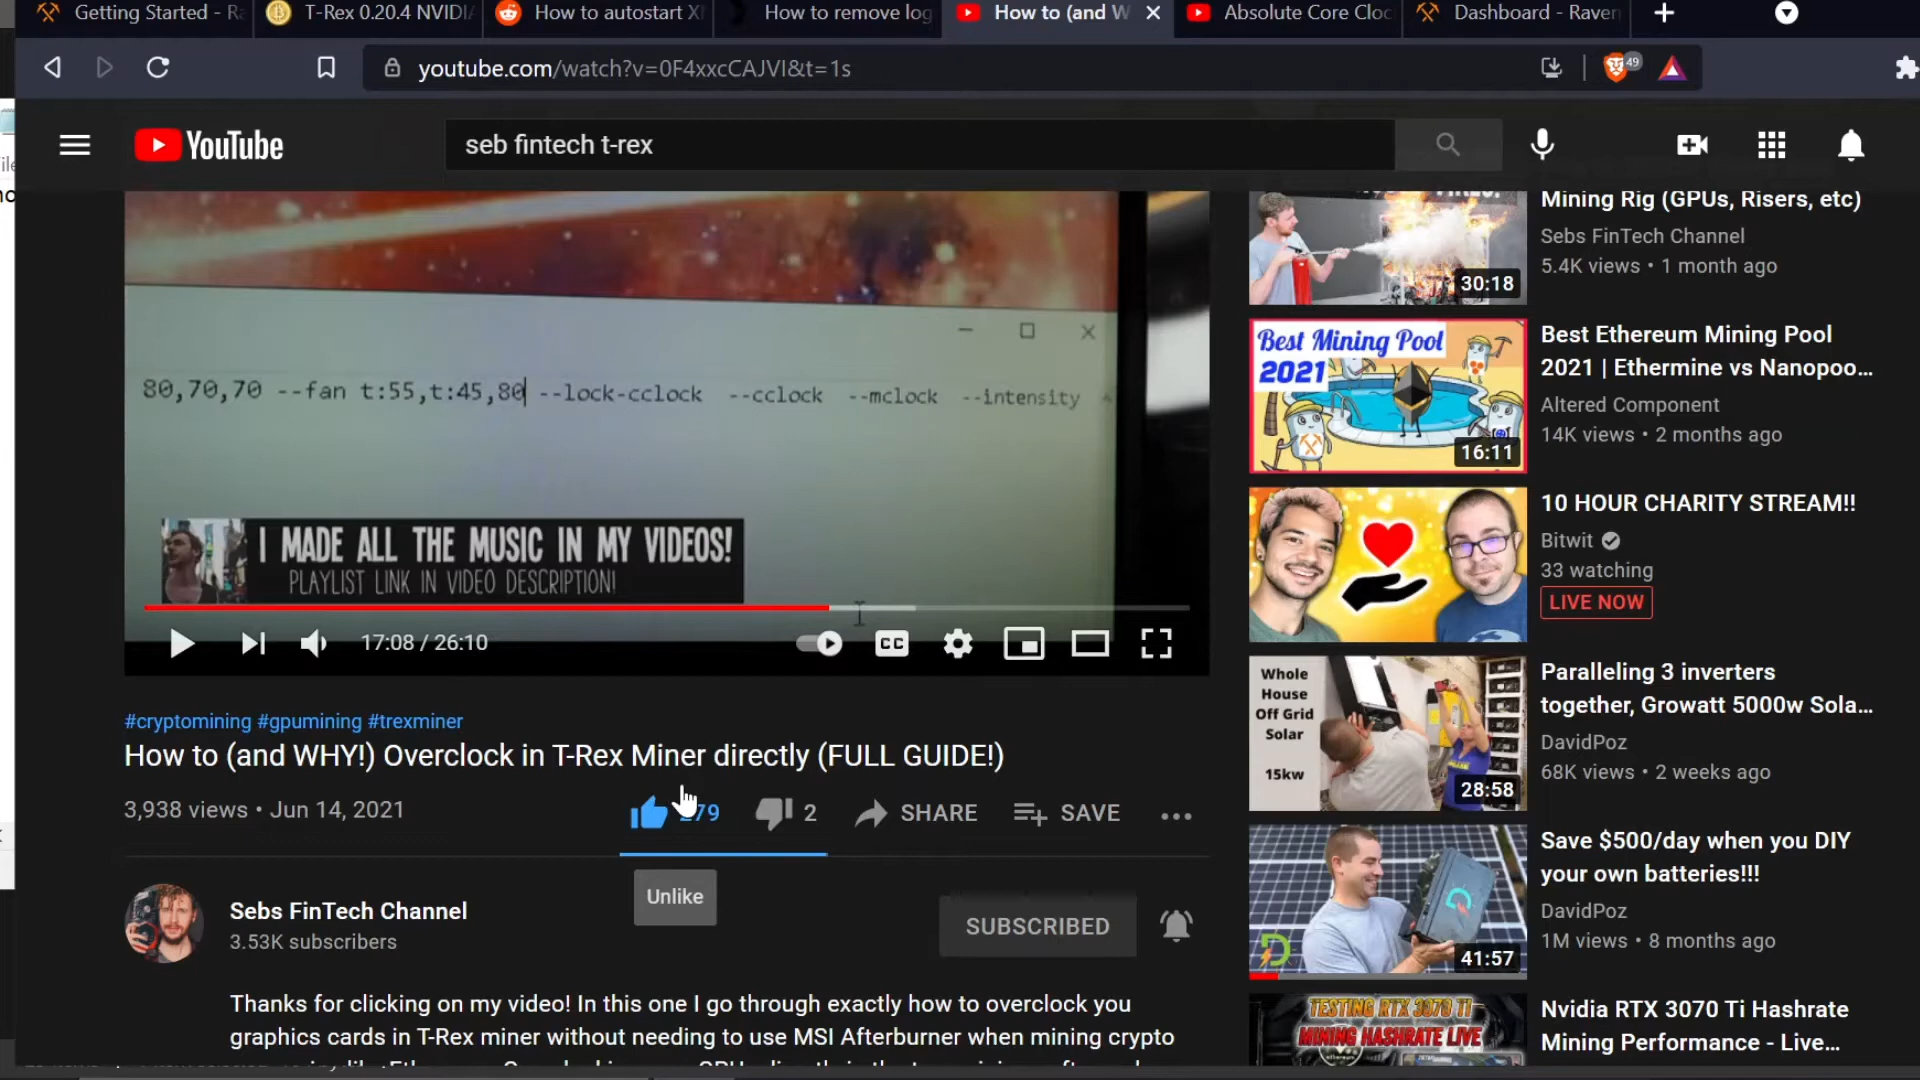 Getting Started - Ra
T-Rex 0.20.4 NVIDI
How to autostart X
How to remove log
How to (and W
Absolute Core Cloc
Dashboard - Raven
youtube.com/watch?v=0F4xxcCAJVI&t=1s
49
YouTube
seb fintech t-rex
80,70,70 --fan t:55,t:45,80 --lock-cclock --cclock --mclock --intensity
I MADE ALL THE MUSIC IN MY VIDEOS!
PLAYLIST LINK IN VIDEO DESCRIPTION!
17:08 / 26:10
CC
#cryptomining #gpumining #trexminer
How to (and WHY!) Overclock in T-Rex Miner directly (FULL GUIDE!)
3,938 views • Jun 14, 2021
79
2
SHARE
SAVE
Unlike
Sebs FinTech Channel
3.53K subscribers
SUBSCRIBED
Thanks for clicking on my video! In this one I go through exactly how to overclock you
graphics cards in T-Rex miner without needing to use MSI Afterburner when mining crypto
Mining Rig (GPUs, Risers, etc)
Sebs FinTech Channel
5.4K views • 1 month ago
30:18
Best Mining Pool
2021
16:11
Best Ethereum Mining Pool
2021 | Ethermine vs Nanopoo...
Altered Component
14K views • 2 months ago
10 HOUR CHARITY STREAM!!
Bitwit
33 watching
LIVE NOW
Whole
House
Off Grid
Solar
15kw
28:58
Paralleling 3 inverters
together, Growatt 5000w Sola...
DavidPoz
68K views • 2 weeks ago
41:57
Save $500/day when you DIY
your own batteries!!!
DavidPoz
1M views • 8 months ago
TESTING RTX 3070 TI
MINING HASHRATE LIVE
Nvidia RTX 3070 Ti Hashrate
Mining Performance - Live...